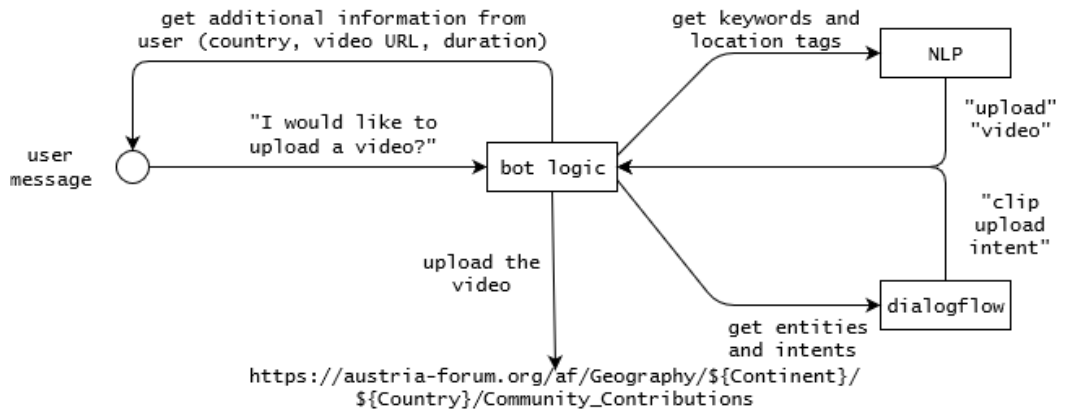 get additional information from
user (country, video URL, duration)
get keywords and
location tags
NLP
"I would like to
upload a video?"
"upload"
"video"
user
message
bot logic
"clip
upload
intent"
upload the
video
dialogflow
get entities
and intents
https://austria-forum.org/af/Geography/${Continent}/
${Country}/Community_Contributions